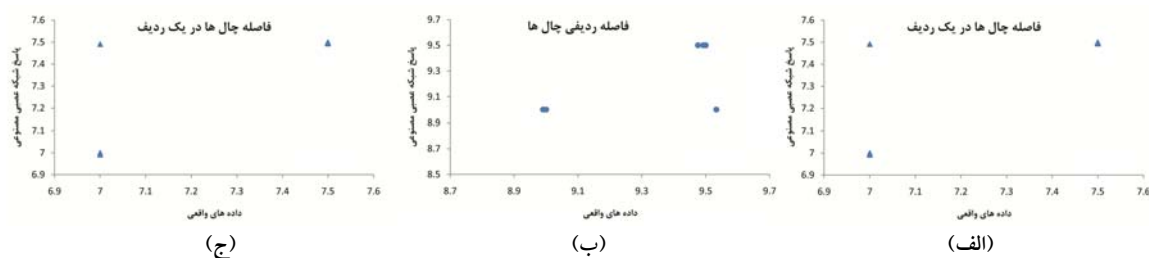 فاصله چال ها در یک ردیف
پاسخ شبکه عصبی مصنوعی
7.6
7.5
7.4
7.3
7.2
7.1
7
6.9
6.9 7 7.1 7.2 7.3 7.4 7.5 7.6
داده های واقعی
(الف)
فاصله ردیفی چال ها
پاسخ شبکه عصبی مصنوعی
9.7
9.5
9.3
9.1
8.9
8.7
8.5
8.7 8.9 9.1 9.3 9.5 9.7
داده های واقعی
(ب)
فاصله چال ها در یک ردیف
پاسخ شبکه عصبی مصنوعی
7.6
7.5
7.4
7.3
7.2
7.1
7
6.9
6.9 7 7.1 7.2 7.3 7.4 7.5 7.6
داده های واقعی
(ج)